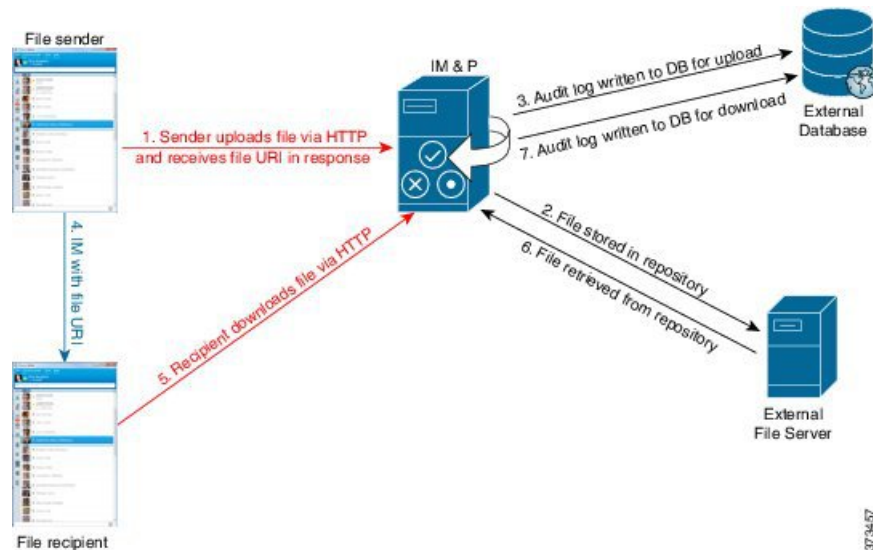 File sender
IM & P
External
Database
1. Sender uploads file via HTTP
and receives file URI in response
3. Audit log written to DB for upload
7. Audit log written to DB for download
2. File stored in repository
6. File retrieved from repository
4. IM with file URI
5. Recipient downloads file via HTTP
External
File Server
File recipient
373457